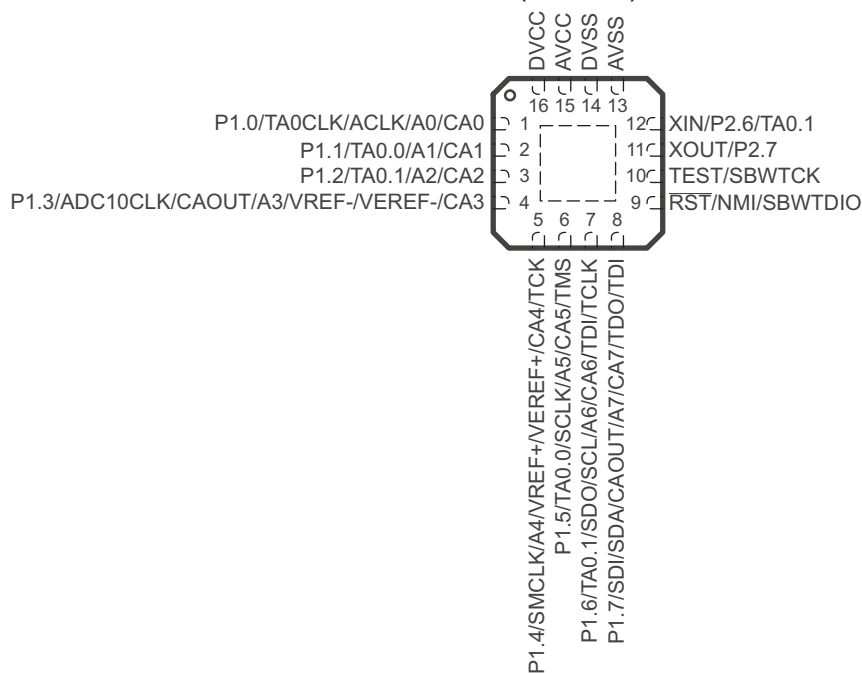 DVCC
AVCC
DVSS
AVSS
16 15 14 13
P1.0/TA0CLK/ACLK/A0/CA0 1
P1.1/TA0.0/A1/CA1 2
P1.2/TA0.1/A2/CA2 3
P1.3/ADC10CLK/CAOUT/A3/VREF-/VEREF-/CA3 4
12 XIN/P2.6/TA0.1
11 XOUT/P2.7
10 TEST/SBWTCK
9 RST/NMI/SBWTDIO
5 6 7 8
P1.4/SMCLK/A4/VREF+/VEREF+/CA4/TCK
P1.5/TA0.0/SCLK/A5/CA5/TMS
P1.6/TA0.1/SDO/SCL/A6/CA6/TDI/TCLK
P1.7/SDI/SDA/CAOUT/A7/CA7/TDO/TDI